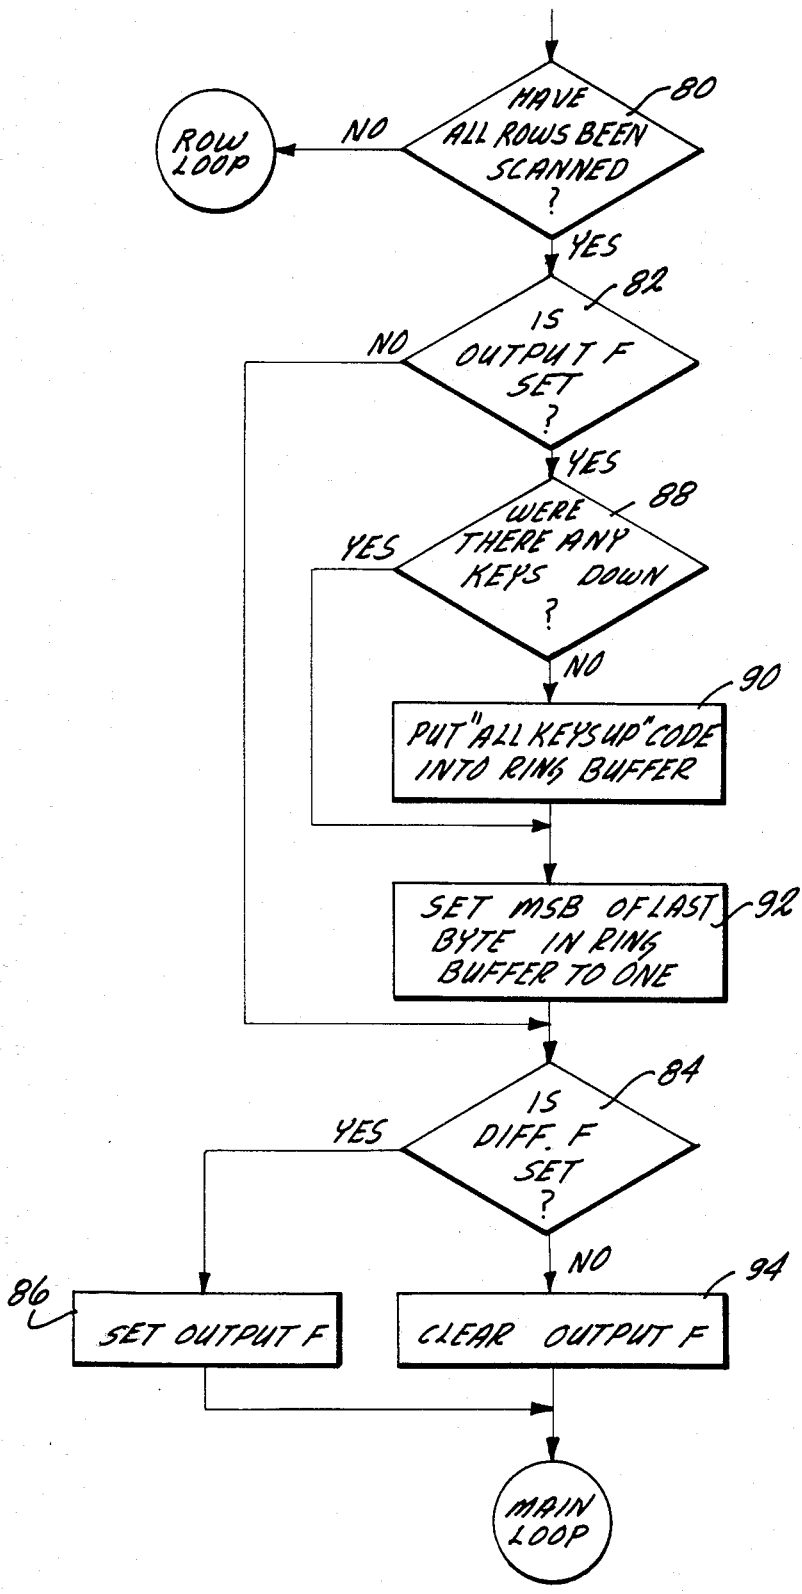 80
HAVE
ALL ROWS BEEN
SCANNED
?
NO
ROW
LOOP
YES
82
IS
OUTPUT F
SET
?
NO
YES
88
WERE
THERE ANY
KEYS DOWN
?
YES
NO
90
PUT "ALL KEYS UP" CODE
INTO RING BUFFER
92
SET MSB OF LAST
BYTE IN RING
BUFFER TO ONE
84
IS
DIFF. F
SET
?
YES
NO
86
SET OUTPUT F
94
CLEAR OUTPUT F
MAIN
LOOP